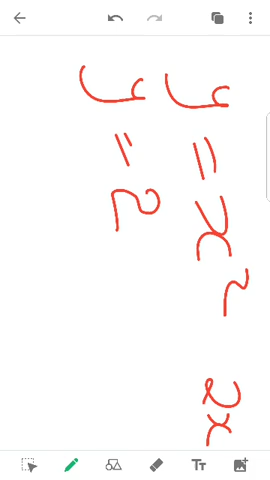 y = x² 2x
y = 2